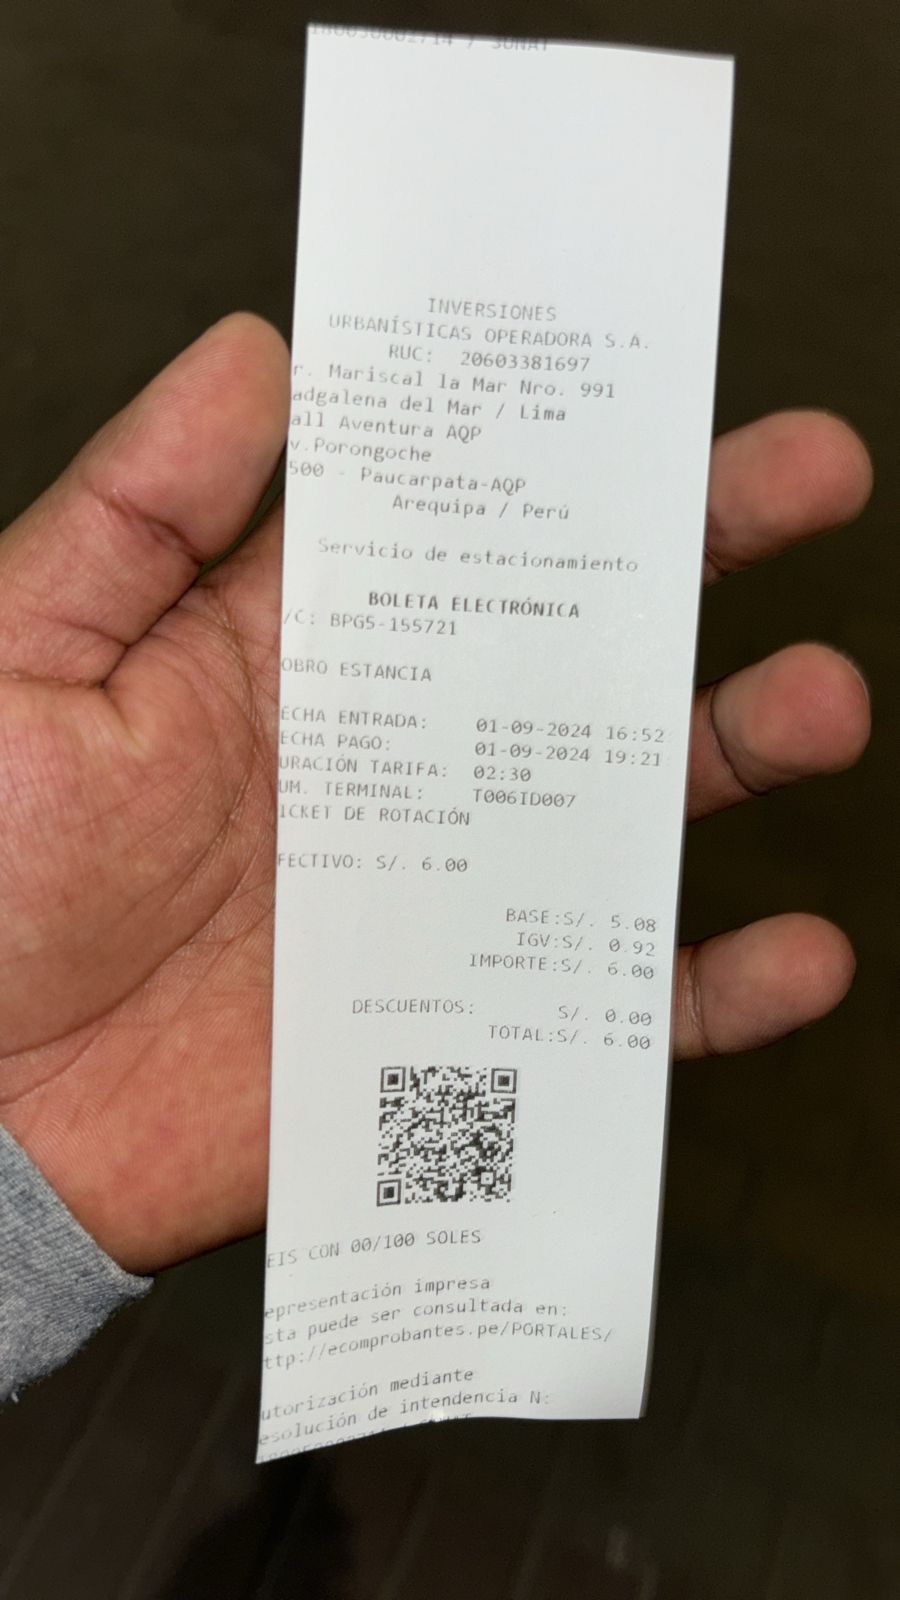 180050002714 / SUNAT
INVERSIONES
URBANÍSTICAS OPERADORA S.A.
RUC: 20603381697
r. Mariscal la Mar Nro. 991
adgalena del Mar / Lima
all Aventura AQP
v.Porongoche
500 - Paucarpata-AQP
Arequipa / Perú
Servicio de estacionamiento
BOLETA ELECTRÓNICA
/C: BPG5-155721
OBRO ESTANCIA
ECHA ENTRADA: 01-09-2024 16:52
ECHA PAGO: 01-09-2024 19:21
URACIÓN TARIFA: 02:30
UM. TERMINAL: T006ID007
ICKET DE ROTACIÓN
FECTIVO: S/. 6.00
BASE:S/. 5.08
IGV:S/. 0.92
IMPORTE:S/. 6.00
DESCUENTOS: S/. 0.00
TOTAL:S/. 6.00
EIS CON 00/100 SOLES
epresentación impresa
sta puede ser consultada en:
ttp://ecomprobantes.pe/PORTALES/
utorización mediante
esolución de intendencia N: